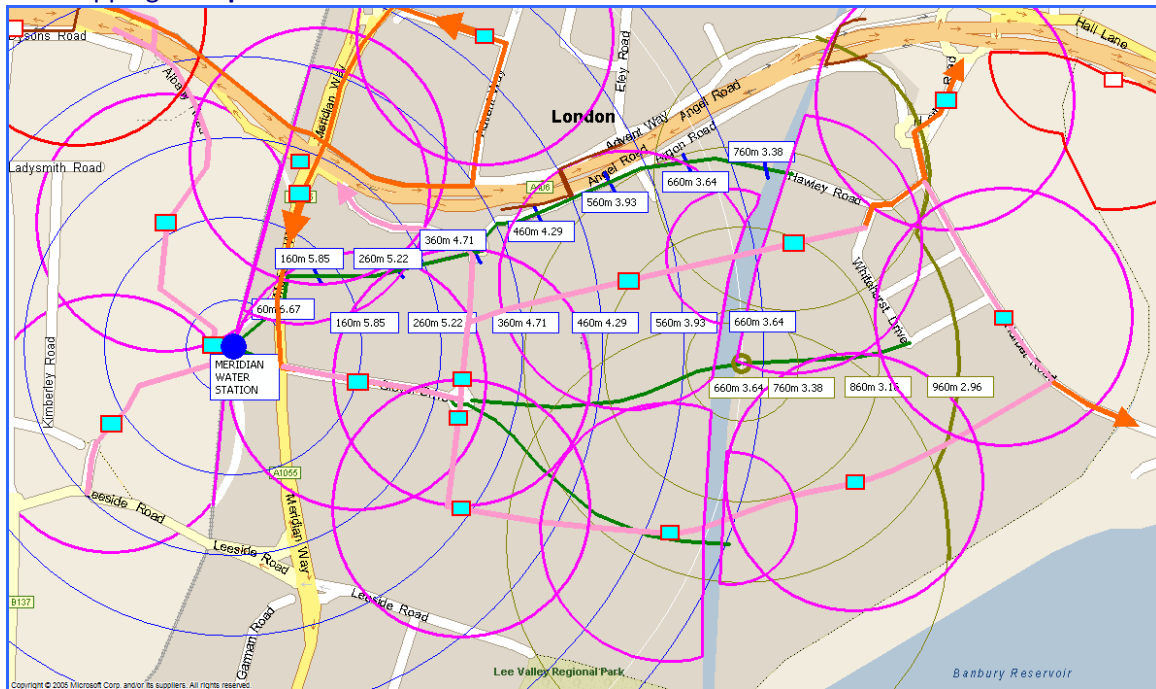 Hall Lane
Albany Road
Meridian Way
Advent Way
Eley Road
London
Advent Way
Angel Road
Angel Road
Argon Road
760m 3.38
Ladysmith Road
660m 3.64
Hawley Road
A406
560m 3.93
460m 4.29
360m 4.71
160m 5.85
260m 5.22
Whitehurst Drive
60m 6.67
160m 5.85
260m 5.22
360m 4.71
460m 4.29
560m 3.93
660m 3.64
MERIDIAN
WATER
STATION
Kimberley Road
660m 3.64
760m 3.38
860m 3.16
960m 2.96
A1055
Meridian Way
Leeside Road
Leeside Road
Leeside Road
B137
Garman Road
Lee Valley Regional Park
Banbury Reservoir
Copyright © 2005 Microsoft Corp. and/or its suppliers. All rights reserved.